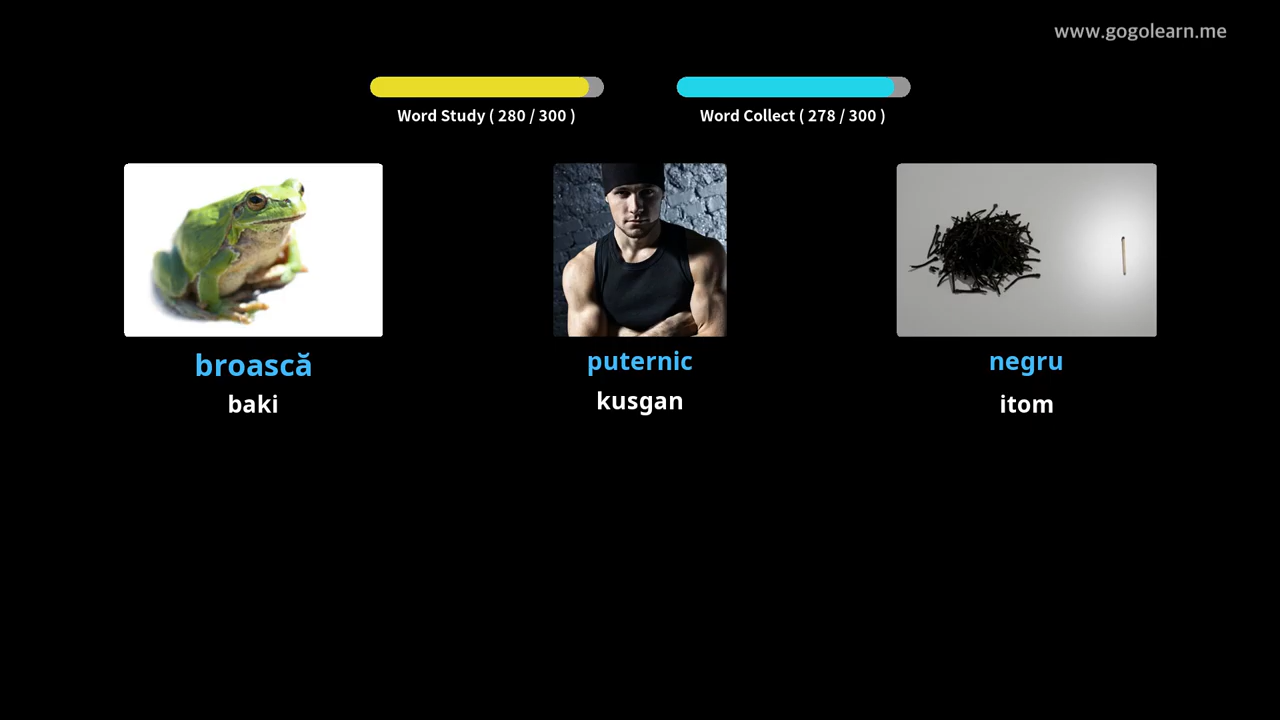 www.gogolearn.me
Word Study ( 280 / 300 )
Word Collect ( 278 / 300 )
broască
puternic
negru
baki
kusgan
itom